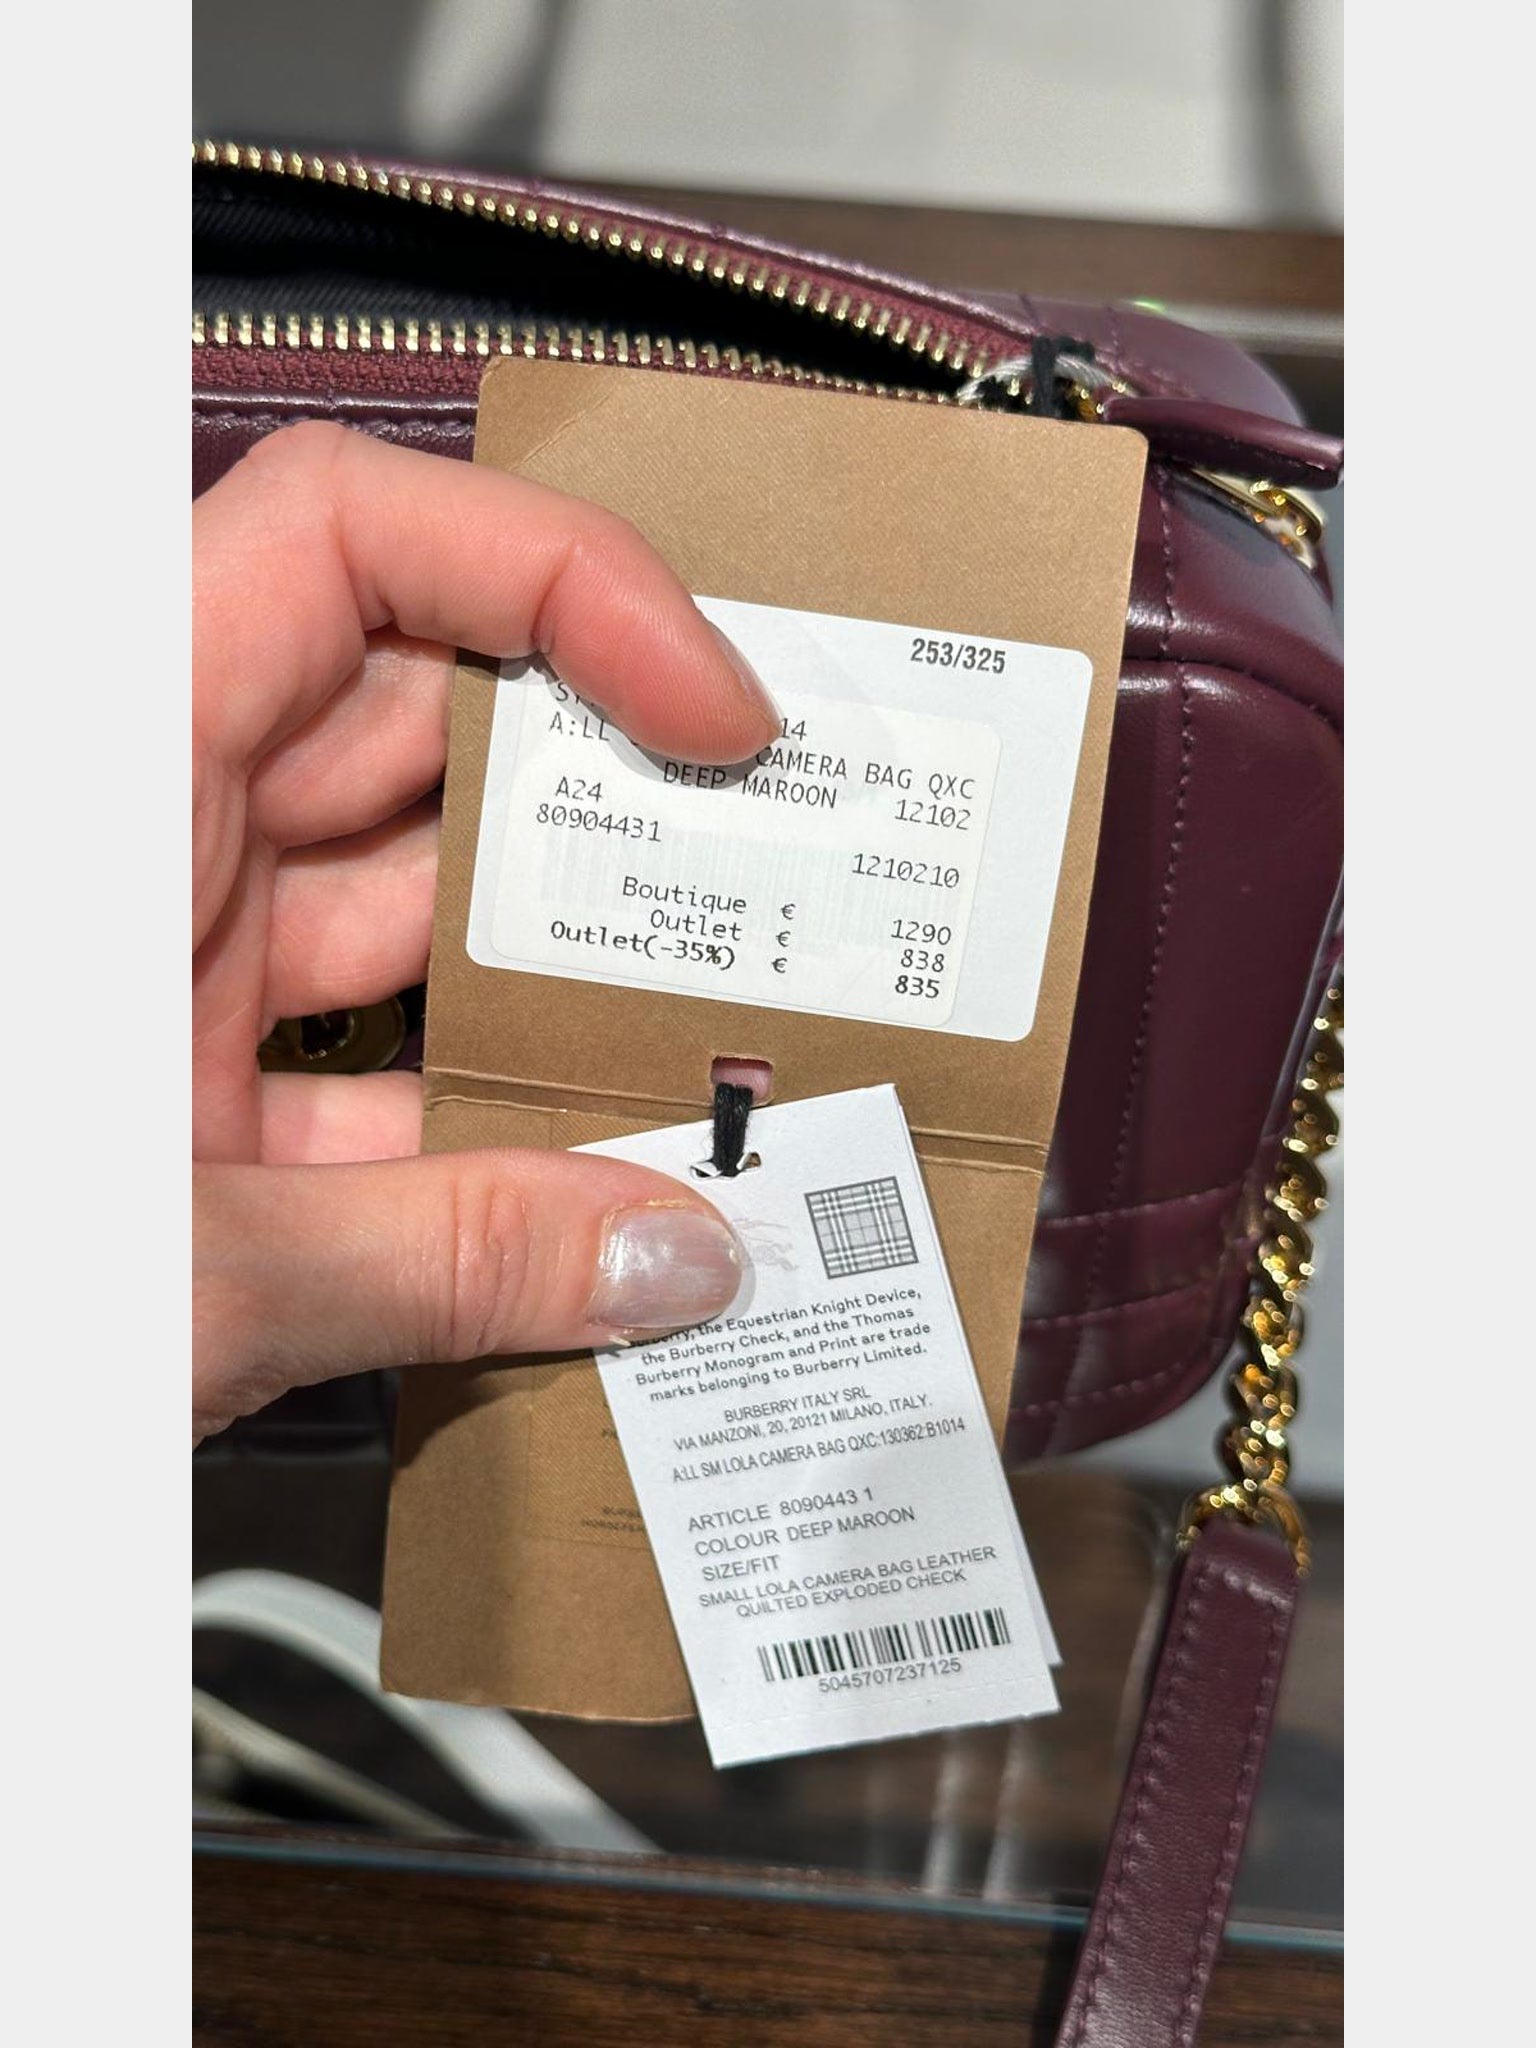 253/325
14
A:LL CAMERA BAG QXC
DEEP MAROON 12102
A24
80904431
1210210
Boutique € 1290
Outlet € 838
Outlet(-35%) € 835
the Equestrian Knight Device,
the Burberry Check, and the Thomas
Burberry Monogram and Print are trade
marks belonging to Burberry Limited.
BURBERRY ITALY SRL
VIA MANZONI, 20, 20121 MILANO, ITALY.
A:LL SM LOLA CAMERA BAG QXC:130362:B1014
ARTICLE 8090443 1
COLOUR DEEP MAROON
SIZE/FIT
SMALL LOLA CAMERA BAG LEATHER
QUILTED EXPLODED CHECK
5045707237125